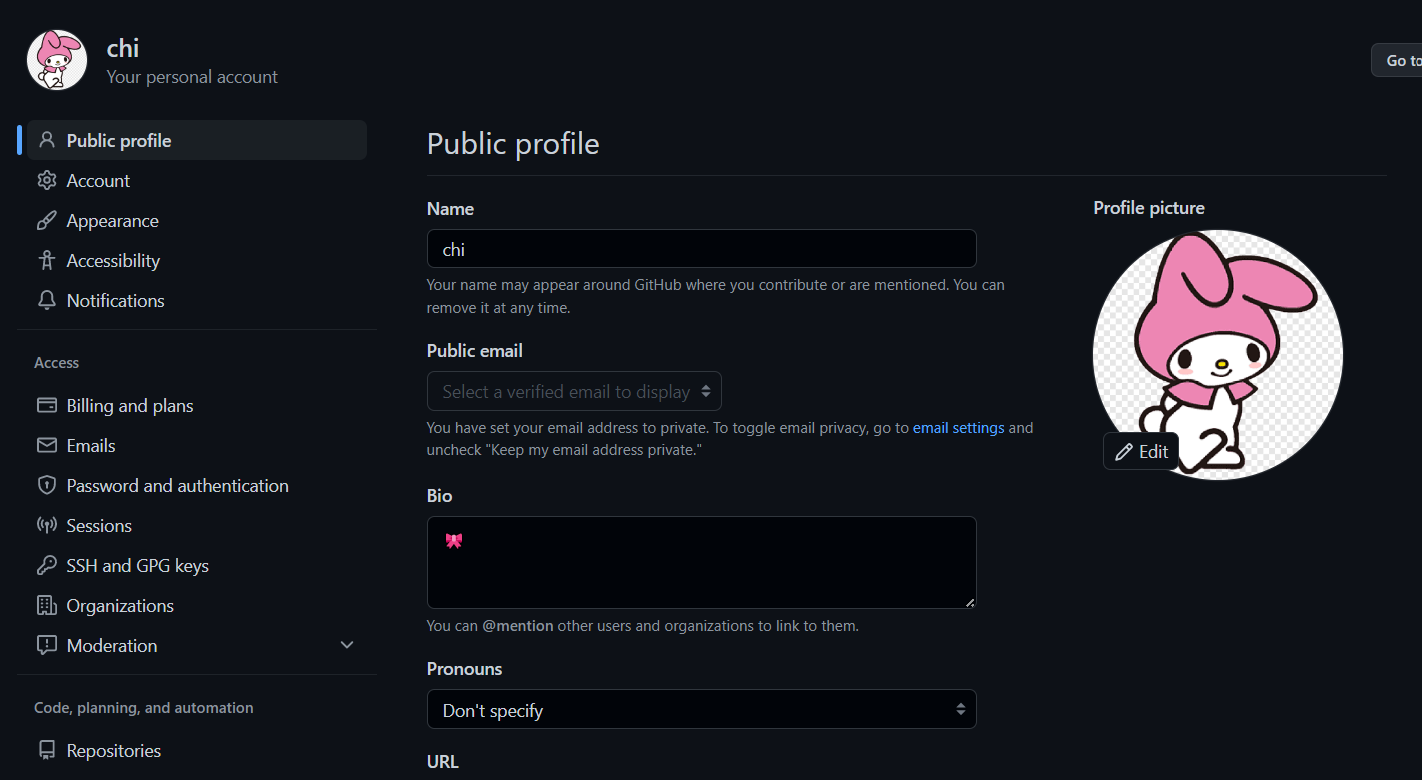 chi
Your personal account
Go to
Public profile
Account
Appearance
Accessibility
Notifications
Access
Billing and plans
Emails
Password and authentication
Sessions
SSH and GPG keys
Organizations
Moderation
Code, planning, and automation
Repositories
Public profile
Name
chi
Your name may appear around GitHub where you contribute or are mentioned. You can
remove it at any time.
Public email
Select a verified email to display
You have set your email address to private. To toggle email privacy, go to email settings and
uncheck "Keep my email address private."
Bio
🎀
You can @mention other users and organizations to link to them.
Pronouns
Don't specify
URL
Profile picture
Edit